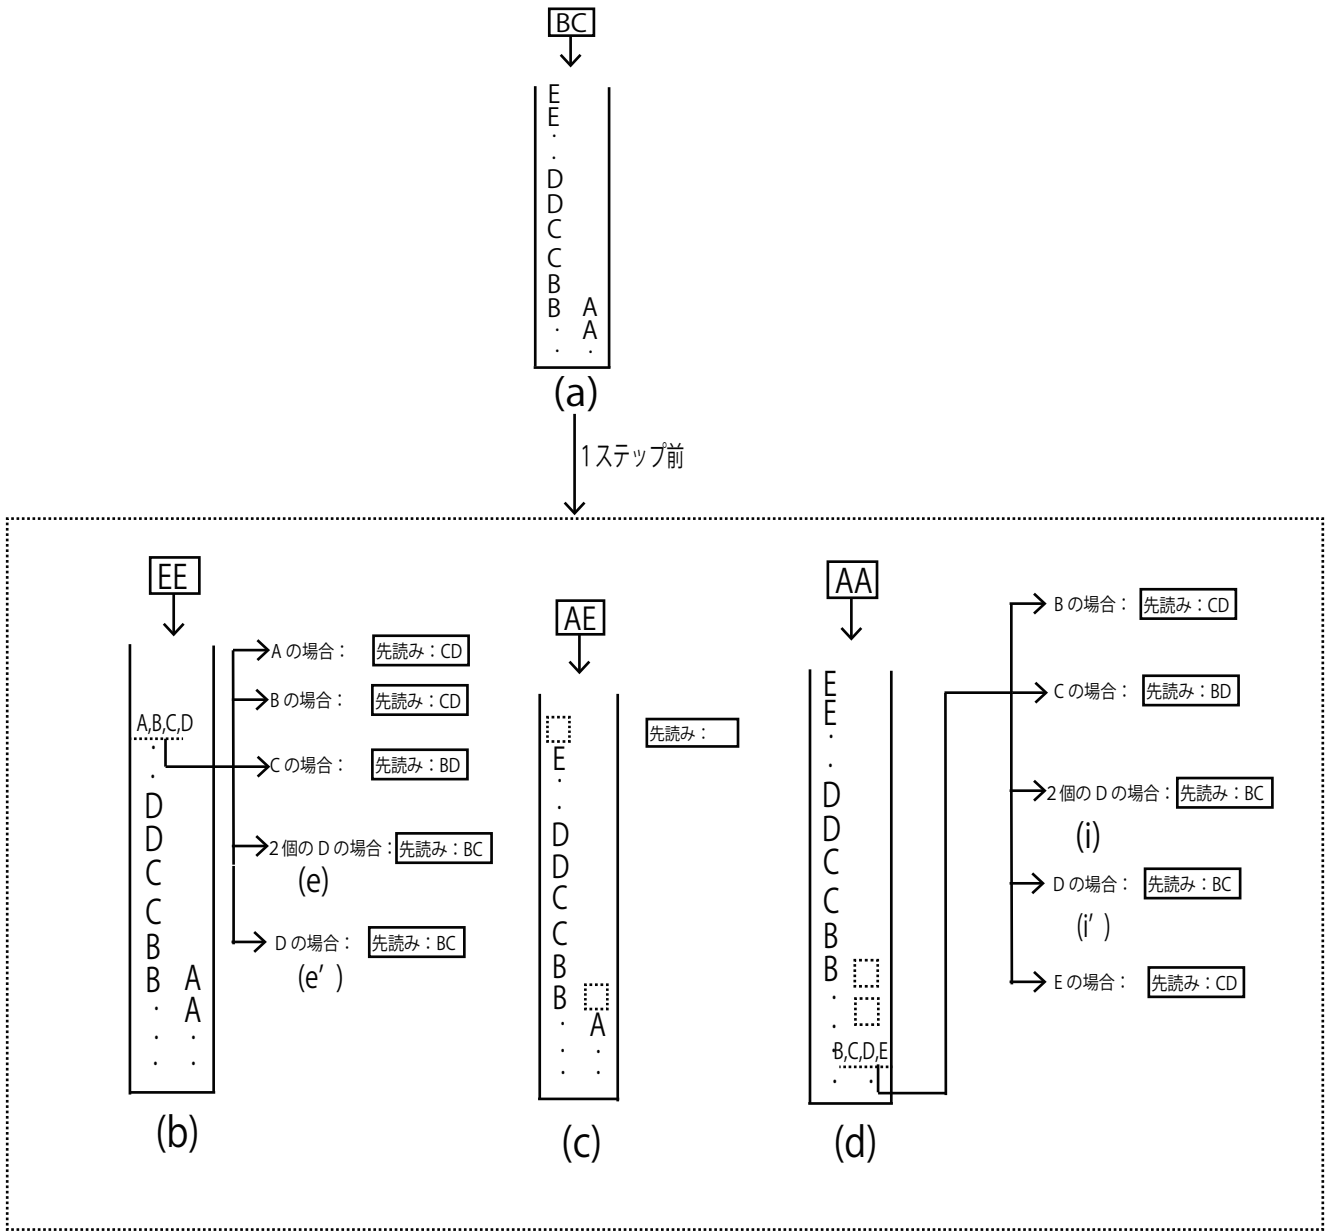 BC
E
E
.
.
D
D
C
C
B
B A
. A
. .
(a)
1ステップ前
EE
A,B,C,D
.
.
D
D
C
C
B
B A
. A
. .
. .
(b)
Aの場合： 先読み：CD
Bの場合： 先読み：CD
Cの場合： 先読み：BD
2個のDの場合：先読み：BC
(e)
Dの場合： 先読み：BC
(e′)
AE
先読み：
E
.
.
D
D
C
C
B
B
. A
. .
. .
(c)
AA
E
E
.
.
D
D
C
C
B
B
.
.
B,C,D,E
. .
(d)
Bの場合： 先読み：CD
Cの場合： 先読み：BD
2個のDの場合：先読み：BC
(i)
Dの場合： 先読み：BC
(i′)
Eの場合： 先読み：CD